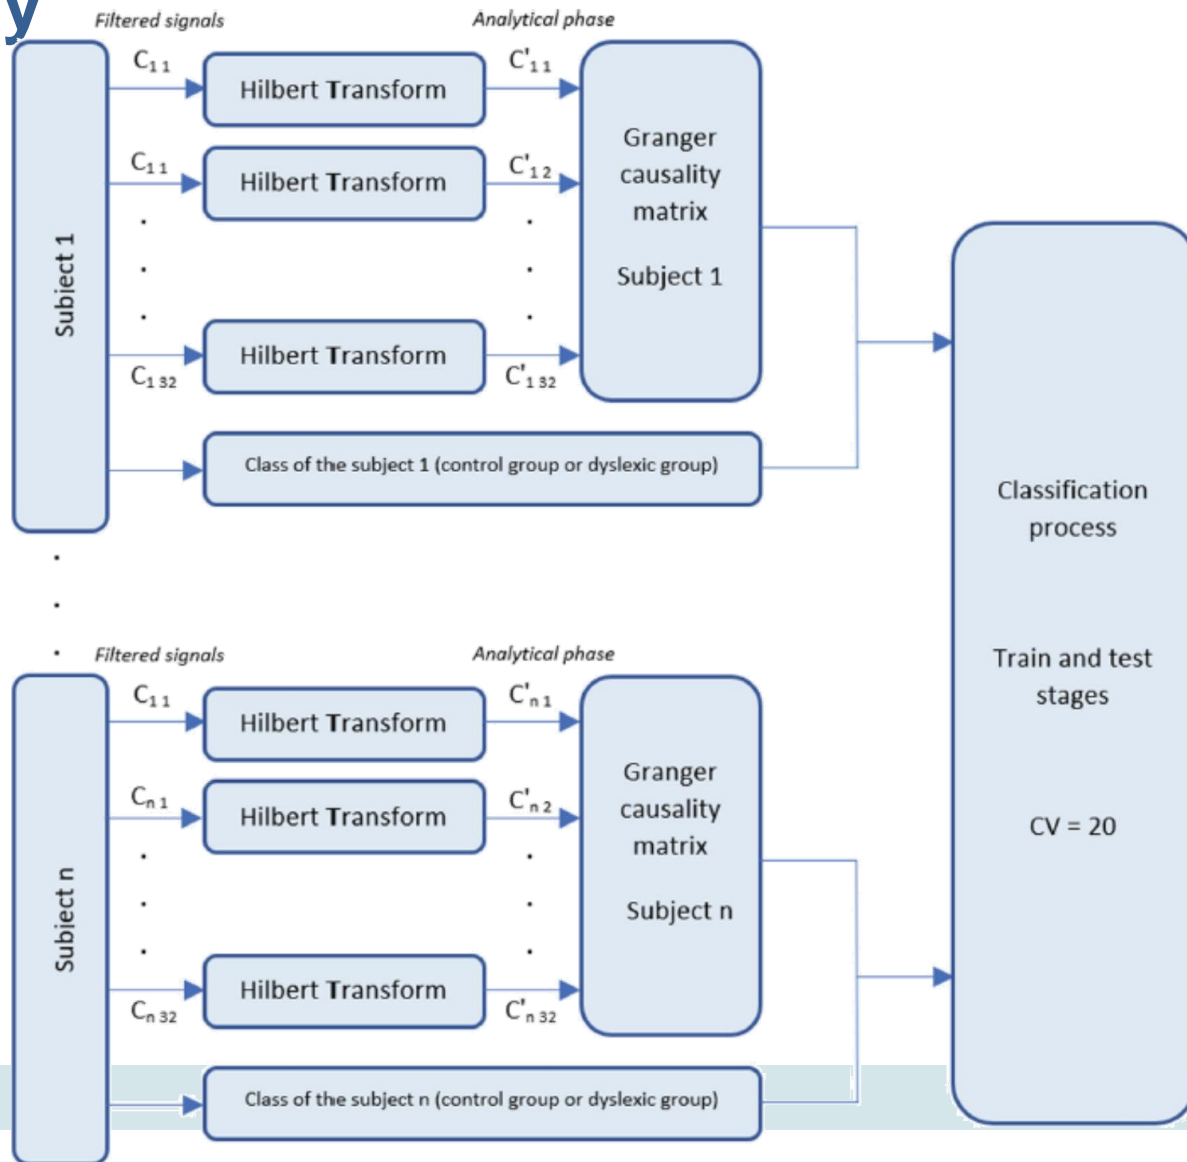 y
Filtered signals
Analytical phase
Subject 1
C₁ ₁
Hilbert Transform
C'₁ ₁
C₁ ₁
Hilbert Transform
C'₁ ₂
.
.
.
.
.
.
C₁ ₃₂
Hilbert Transform
C'₁ ₃₂
Granger
causality
matrix
Subject 1
Class of the subject 1 (control group or dyslexic group)
.
.
.
Filtered signals
Analytical phase
Subject n
C₁ ₁
Hilbert Transform
C'ₙ ₁
Cₙ ₁
Hilbert Transform
C'ₙ ₂
.
.
.
.
.
.
Cₙ ₃₂
Hilbert Transform
C'ₙ ₃₂
Granger
causality
matrix
Subject n
Class of the subject n (control group or dyslexic group)
Classification
process
Train and test
stages
CV = 20